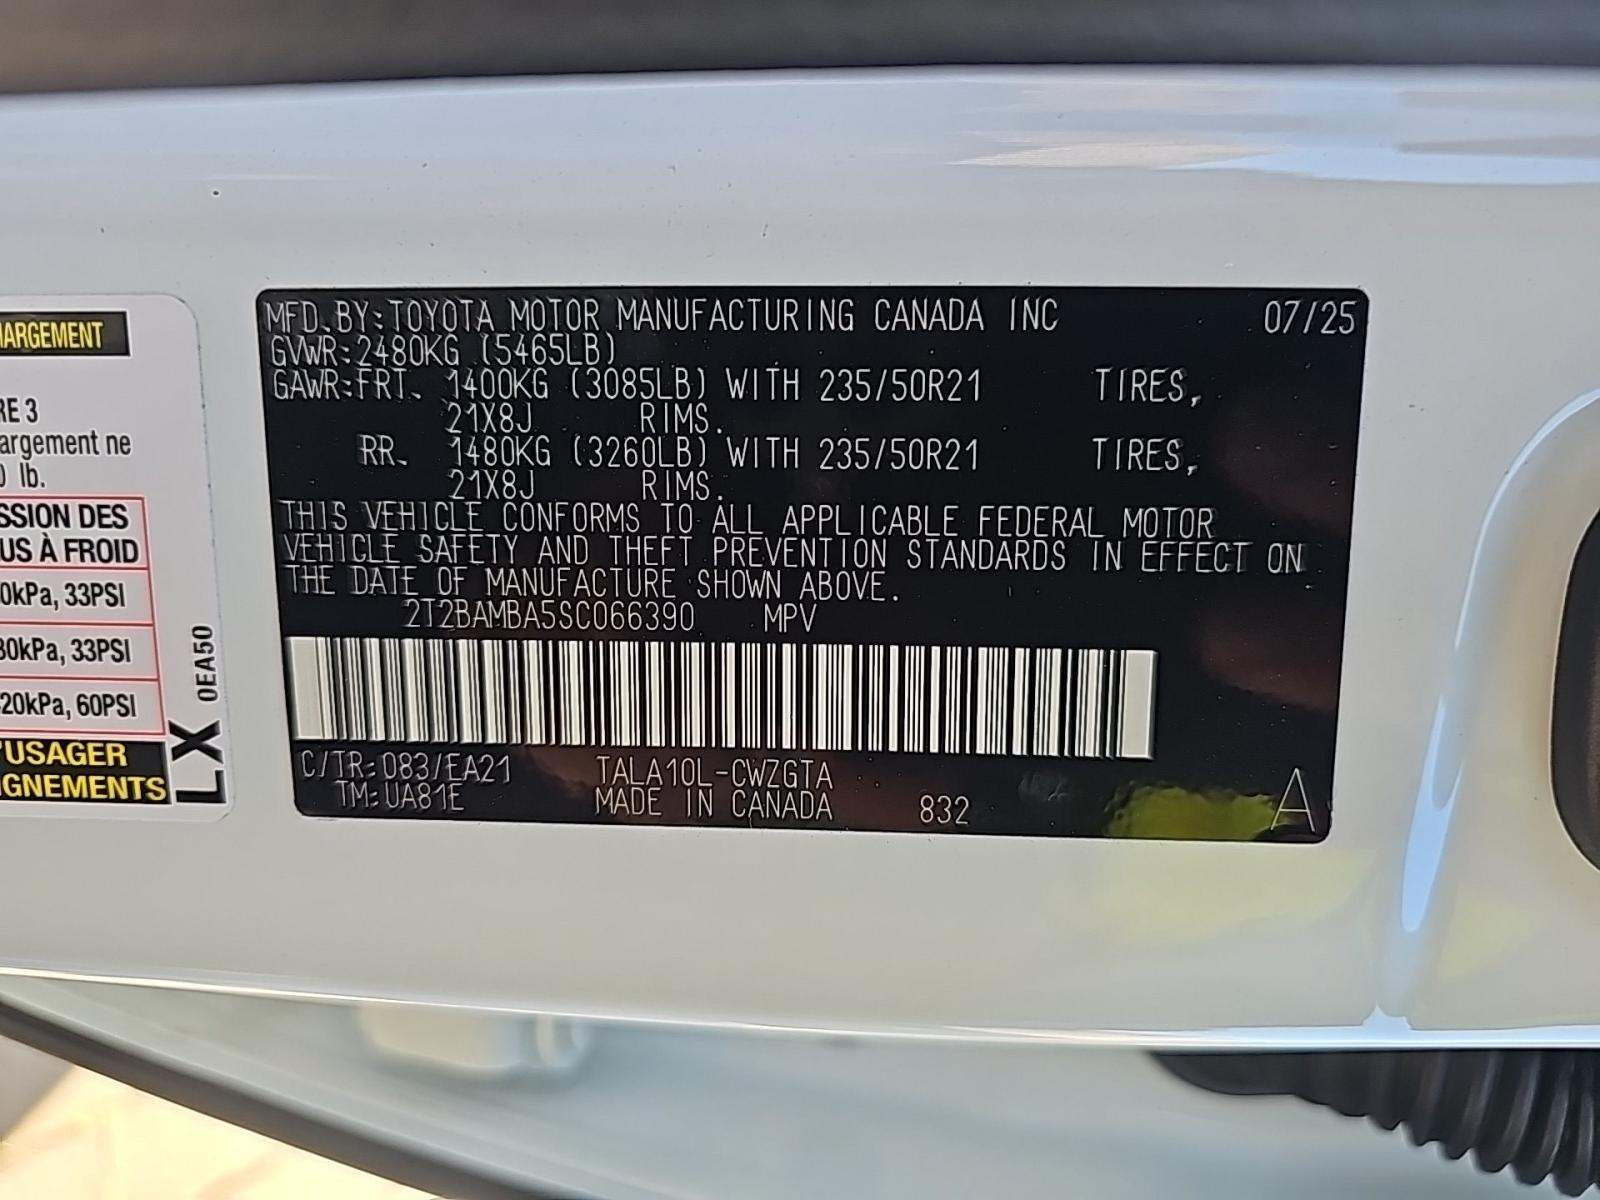 HARGEMENT
RE 3
argement ne
0 lb.
SSION DES
US À FROID
0kPa, 33PSI
30kPa, 33PSI
20kPa, 60PSI
'USAGER
IGNEMENTS
LX 0EA50
MFD. BY: TOYOTA MOTOR MANUFACTURING CANADA INC 07/25
GVWR: 2480KG (5465LB)
GAWR: FRT. 1400KG (3085LB) WITH 235/50R21 TIRES,
21X8J RIMS.
RR. 1480KG (3260LB) WITH 235/50R21 TIRES,
21X8J RIMS.
THIS VEHICLE CONFORMS TO ALL APPLICABLE FEDERAL MOTOR
VEHICLE SAFETY AND THEFT PREVENTION STANDARDS IN EFFECT ON
THE DATE OF MANUFACTURE SHOWN ABOVE.
2T2BAMBA5SC066390 MPV
C/TR: 083/EA21 TALA10L-CWZGTA
TM: UA81E MADE IN CANADA 832 A